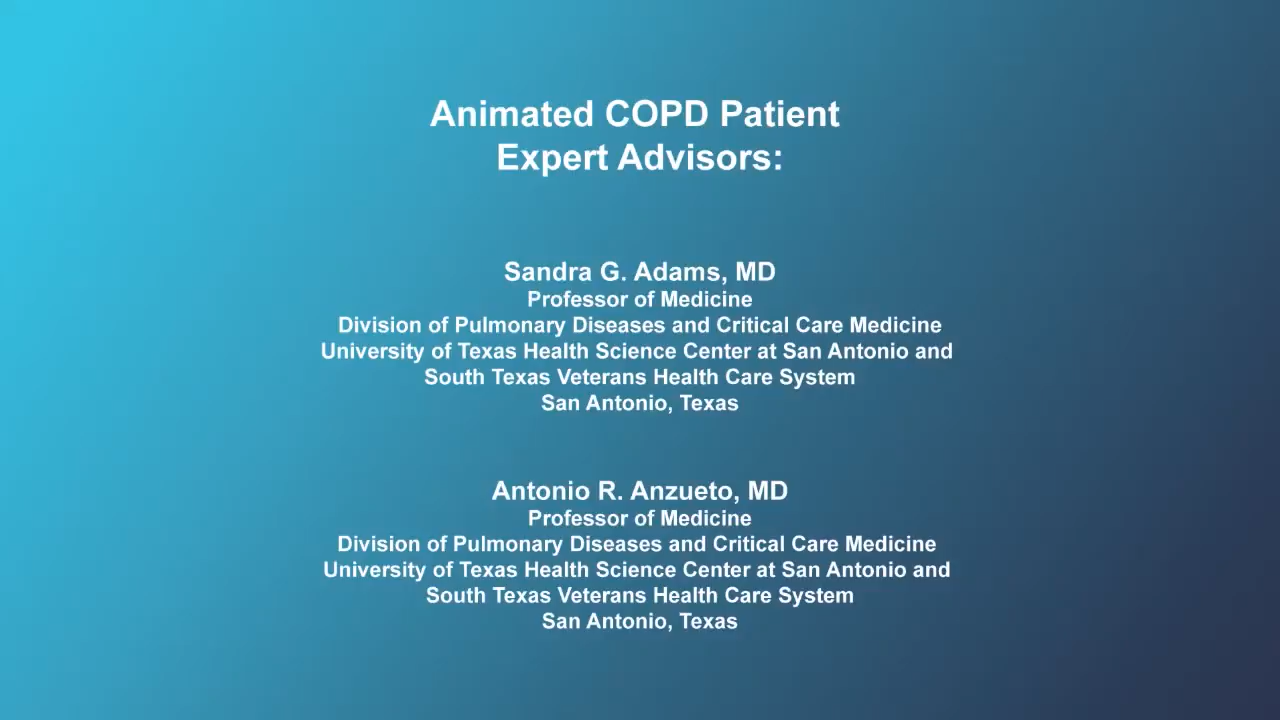 Animated COPD Patient
Expert Advisors:
Sandra G. Adams, MD
Professor of Medicine
Division of Pulmonary Diseases and Critical Care Medicine
University of Texas Health Science Center at San Antonio and
South Texas Veterans Health Care System
San Antonio, Texas
Antonio R. Anzueto, MD
Professor of Medicine
Division of Pulmonary Diseases and Critical Care Medicine
University of Texas Health Science Center at San Antonio and
South Texas Veterans Health Care System
San Antonio, Texas